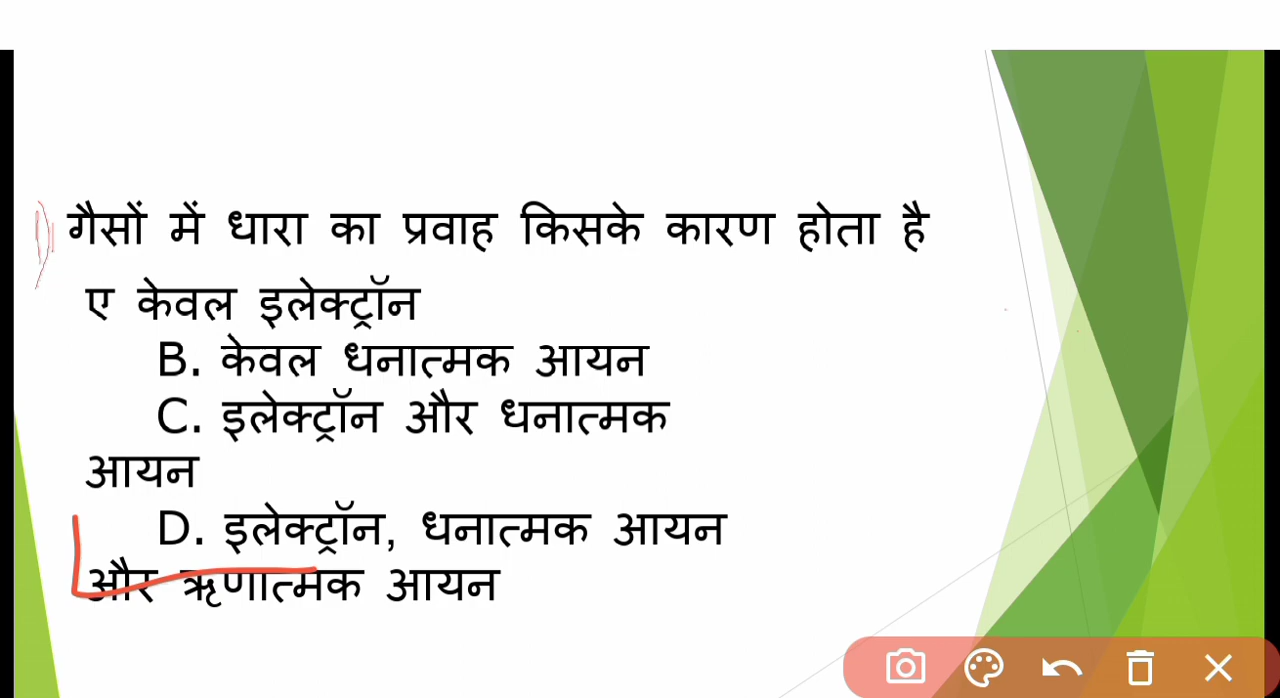 गैसों में धारा का प्रवाह किसके कारण होता है
ए केवल इलेक्ट्रॉन
B. केवल धनात्मक आयन
C. इलेक्ट्रॉन और धनात्मक
आयन
D. इलेक्ट्रॉन, धनात्मक आयन
और ऋणात्मक आयन